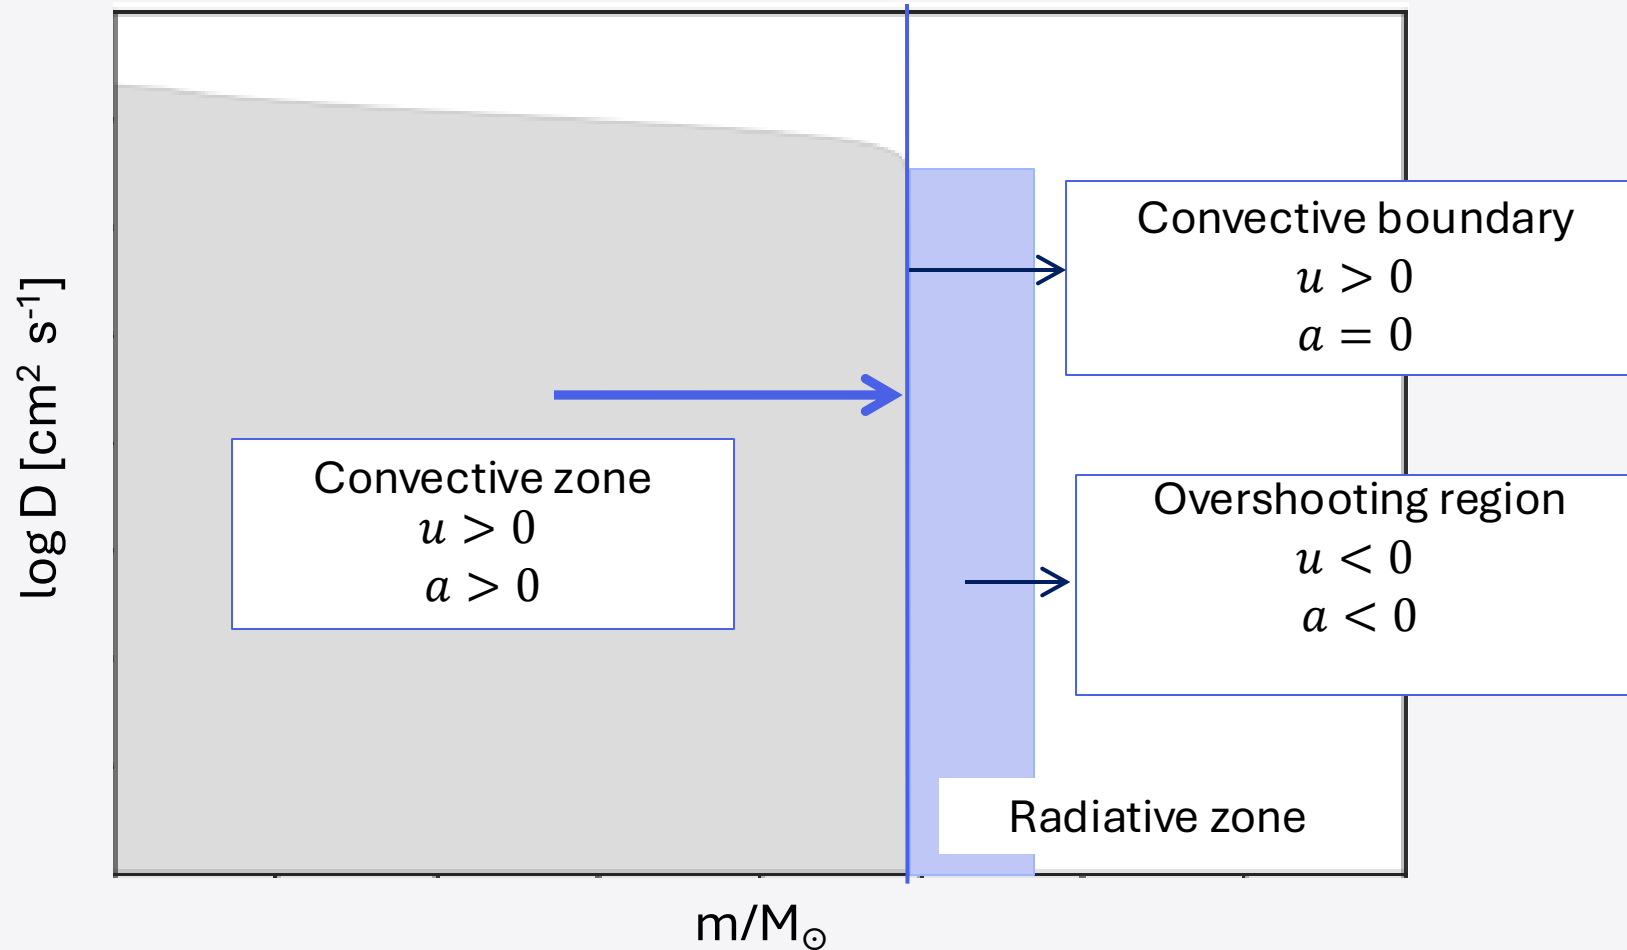 log D [cm² s⁻¹]
Convective boundary
u > 0
a = 0
Convective zone
u > 0
a > 0
Overshooting region
u < 0
a < 0
Radiative zone
m/M☉